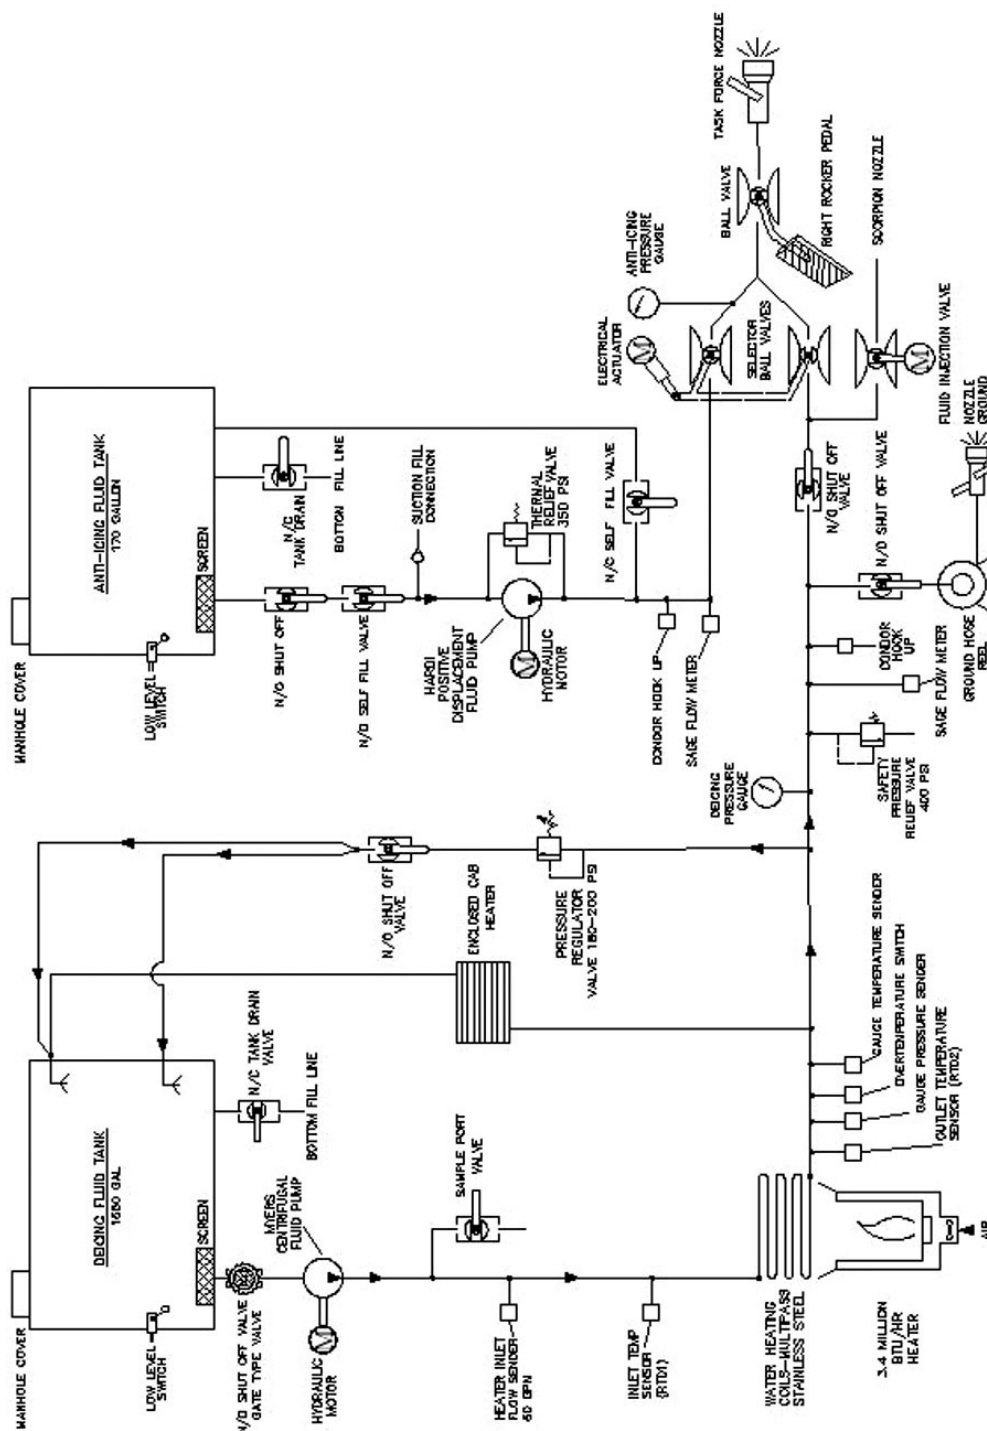 MANHOLE COVER
DEICING FLUID TANK
1650 GAL
LOW LEVEL
SWITCH
SCREEN
N/C TANK DRAIN
VALVE
BOTTOM FILL LINE
N/O SHUT OFF VALVE
GATE TYPE VALVE
MYERS
CENTRIFUGAL
FLUID PUMP
HYDRAULIC
MOTOR
M
SAMPLE PORT
VALVE
HEATER INLET
FLOW SENDER
60 GPN
INLET TEMP
SENSOR
(RTD1)
WATER HEATING
COILS-MULTIPASS
STAINLESS STEEL
3.4 MILLION
BTU/HR
HEATER
AIR
GAUGE TEMPERATURE SENDER
OVERTENPERATURE SWITCH
GAUGE PRESSURE SENDER
OUTLET TEMPERATURE
SENSOR (RTD2)
ENCLOSED CAB
HEATER
N/O SHUT OFF
VALVE
PRESSURE
REGULATOR
VALVE 180-200 PSI
MANHOLE COVER
ANTI-ICING FLUID TANK
170 GALLON
LOW LEVEL
SWITCH
SCREEN
N/C
TANK DRAIN
BOTTOM FILL LINE
N/O SHUT OFF
N/O SELF FILL VALVE
SUCTION FILL
CONNECTION
HARDI
POSITIVE
DISPLACEMENT
FLUID PUMP
M
HYDRAULIC
MOTOR
THERMAL
RELIEF VALVE
350 PSI
N/C SELF FILL VALVE
CONDOR HOOK UP
SAGE FLOW METER
DEICING
PRESSURE
GAUGE
SAFETY
PRESSURE
RELIEF VALVE
400 PSI
SAGE FLOW METER
CONDOR
HOOK
UP
GROUND HOSE
REEL
N/O SHUT OFF VALVE
N/O SHUT OFF
VALVE
NOZZLE
GROUND
ELECTRICAL
ACTUATOR
M
ANTI-ICING
PRESSURE
GAUGE
SELECTOR
BALL VALVES
M
FLUID INJECTION VALVE
SCORPION NOZZLE
BALL VALVE
RIGHT ROCKER PEDAL
TASK FORCE NOZZLE